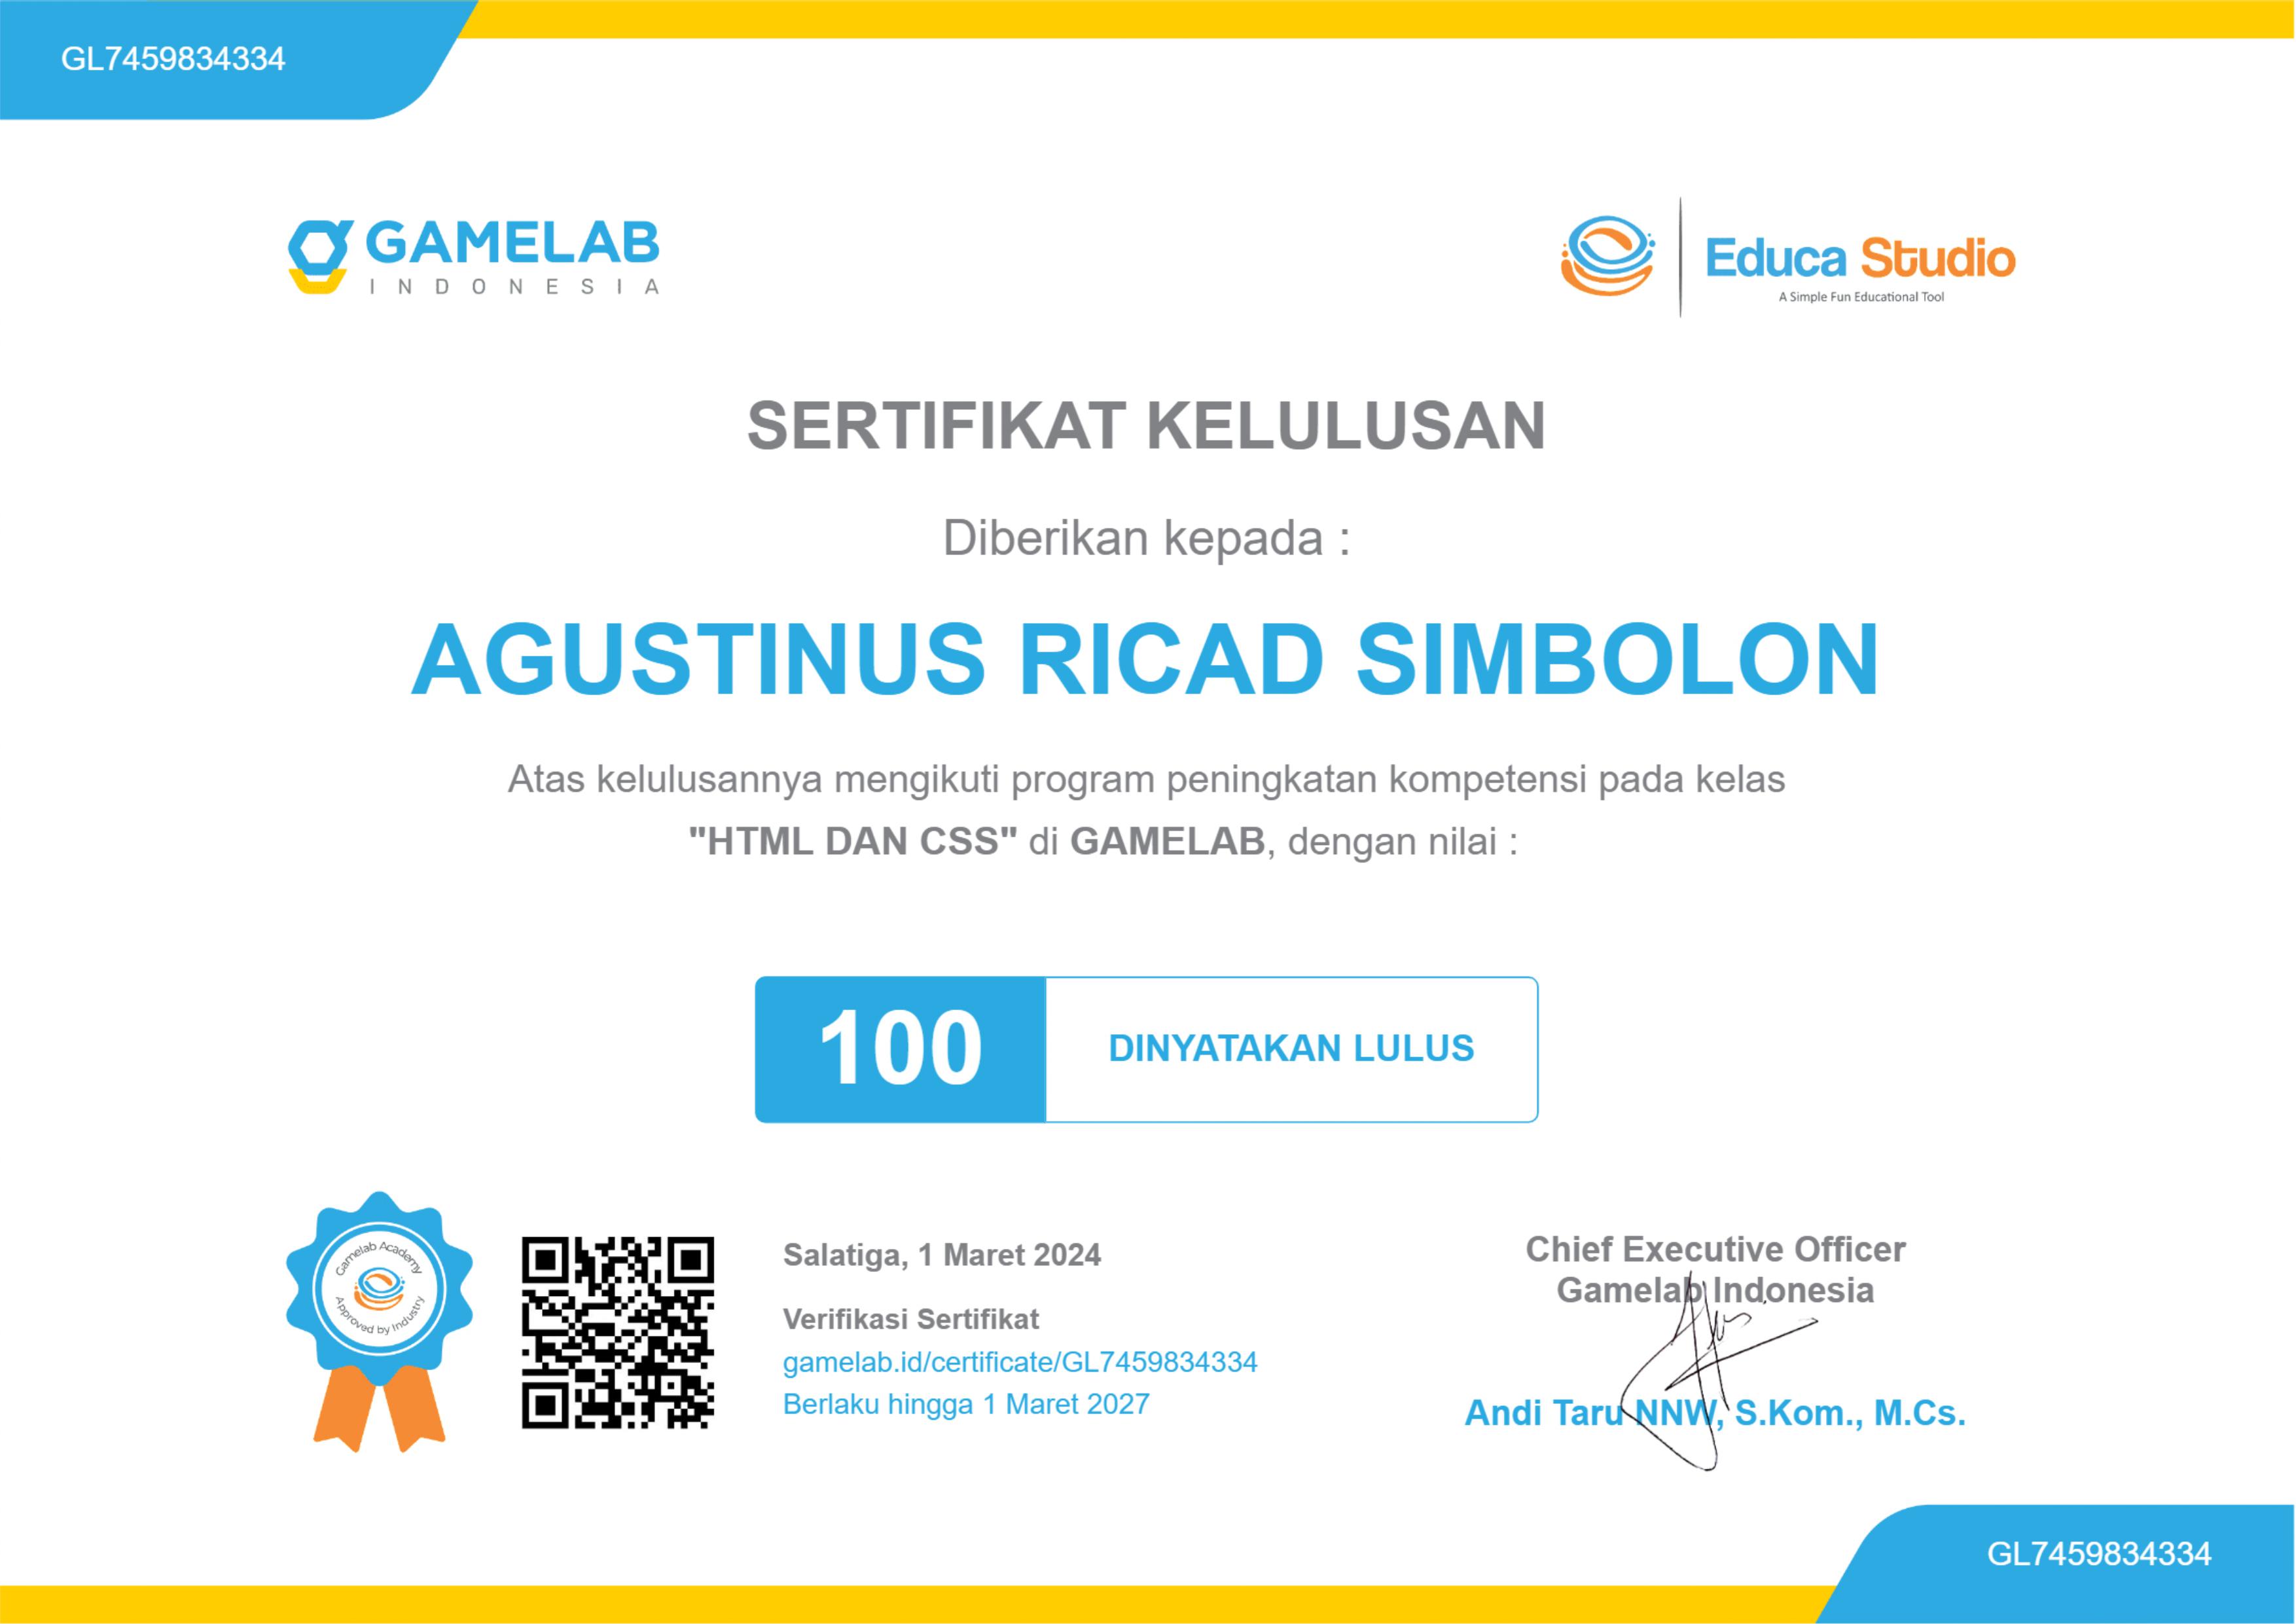 GL7459834334
GAMELAB
INDONESIA
Educa Studio
A Simple Fun Educational Tool
SERTIFIKAT KELULUSAN
Diberikan kepada :
AGUSTINUS RICAD SIMBOLON
Atas kelulusannya mengikuti program peningkatan kompetensi pada kelas
"HTML DAN CSS" di GAMELAB, dengan nilai :
100
DINYATAKAN LULUS
Gamelab Academy
Approved by Industry
Salatiga, 1 Maret 2024
Verifikasi Sertifikat
gamelab.id/certificate/GL7459834334
Berlaku hingga 1 Maret 2027
Chief Executive Officer
Gamelab Indonesia
Andi Taru NNW, S.Kom., M.Cs.
GL7459834334